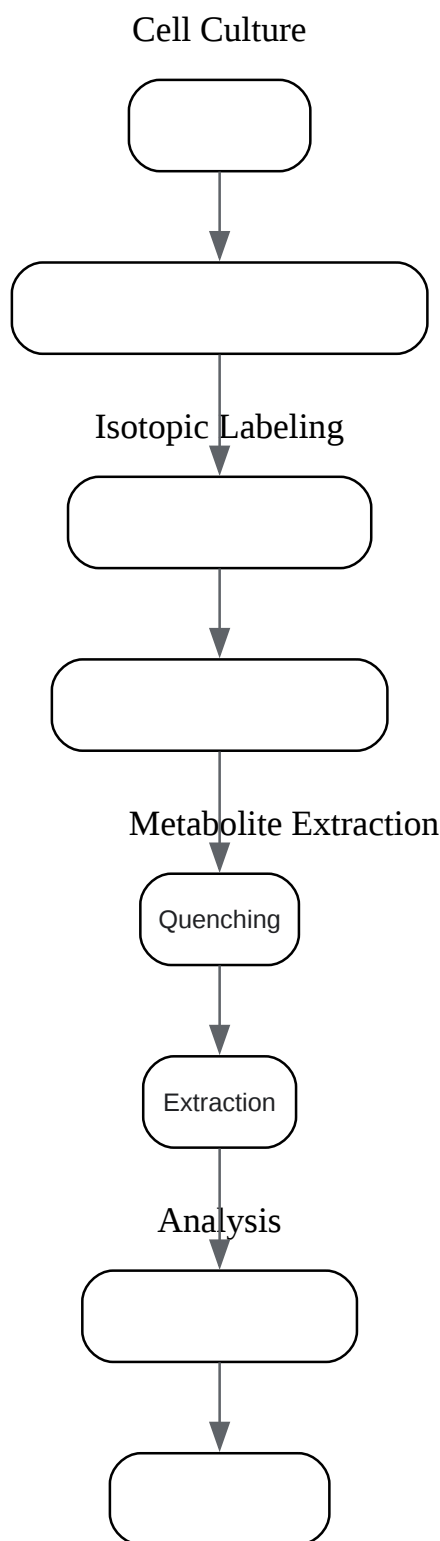 Cell Culture
Isotopic Labeling
Metabolite Extraction
Quenching
Extraction
Analysis